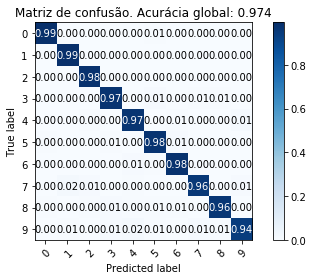 Matriz de confusão. Acurácia global: 0.974
0 0.99 0.00 0.00 0.00 0.00 0.01 0.00 0.00 0.00 0.00
1 0.00 0.99 0.00 0.00 0.00 0.00 0.00 0.00 0.00 0.00
2 0.00 0.00 0.98 0.00 0.00 0.00 0.00 0.01 0.00 0.00
3 0.00 0.00 0.00 0.97 0.00 0.01 0.00 0.01 0.01 0.00
4 0.00 0.00 0.00 0.00 0.97 0.00 0.00 0.00 0.00 0.01
5 0.00 0.00 0.00 0.01 0.00 0.98 0.01 0.00 0.00 0.00
6 0.00 0.00 0.00 0.00 0.00 0.01 0.98 0.00 0.00 0.00
7 0.00 0.02 0.01 0.00 0.00 0.00 0.00 0.96 0.00 0.01
8 0.00 0.00 0.00 0.01 0.00 0.01 0.00 0.01 0.96 0.00
9 0.00 0.01 0.00 0.01 0.02 0.01 0.00 0.01 0.01 0.94
0 1 2 3 4 5 6 7 8 9
True label
Predicted label
0.8
0.6
0.4
0.2
0.0